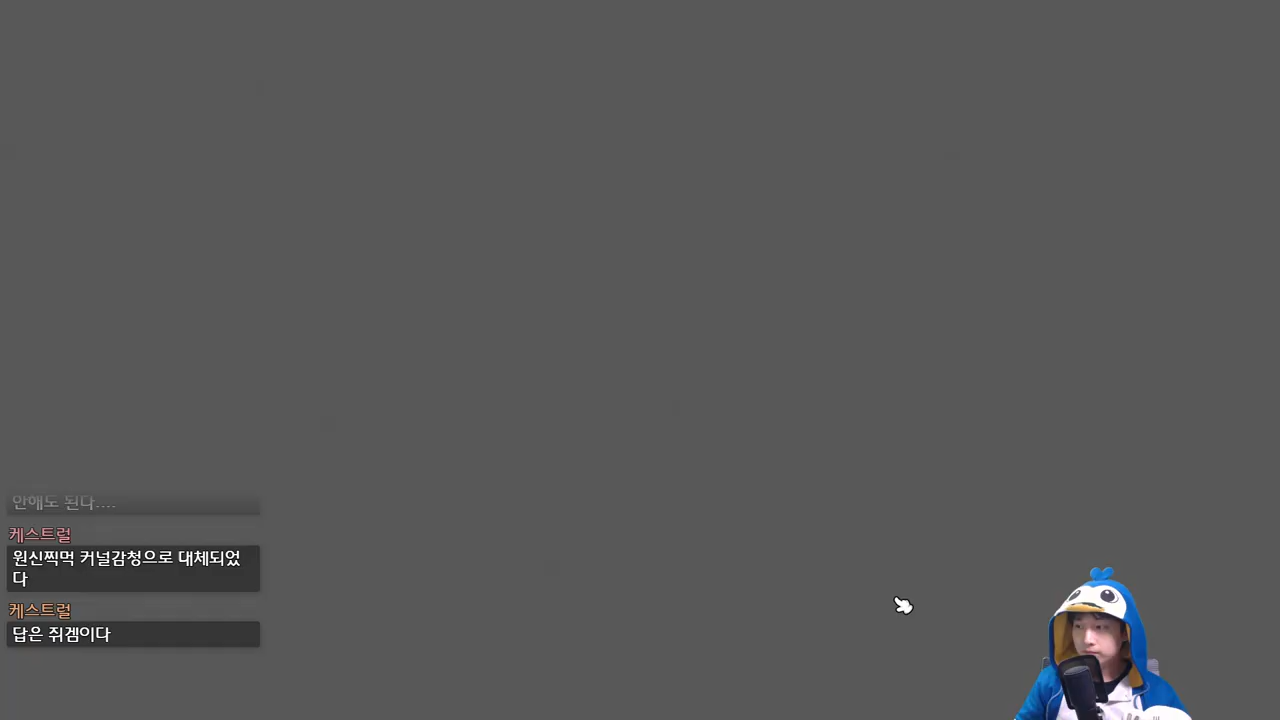 안해도 된다....
케스트럴
원신찍먹 커널감청으로 대체되었
다
케스트럴
답은 쥐겜이다